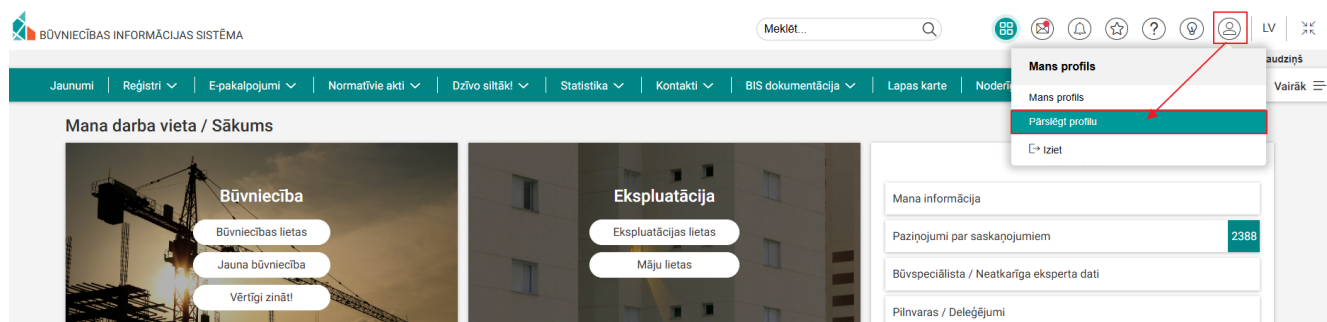 BŪVNIECĪBAS INFORMĀCIJAS SISTĒMA
Meklēt...
LV
Mans profils
Mans profils
Pārslēgt profilu
Iziet
audziņš
Jaunumi
Reģistri
E-pakalpojumi
Normatīvie akti
Dzīvo siltāk!
Statistika
Kontakti
BIS dokumentācija
Lapas karte
Noderī
Vairāk
Mana darba vieta / Sākums
Būvniecība
Būvniecības lietas
Jauna būvniecība
Vērtīgi zināt!
Ekspluatācija
Ekspluatācijas lietas
Māju lietas
Mana informācija
Paziņojumi par saskaņojumiem
2388
Būvspeciālista / Neatkarīga eksperta dati
Pilnvaras / Deleģējumi